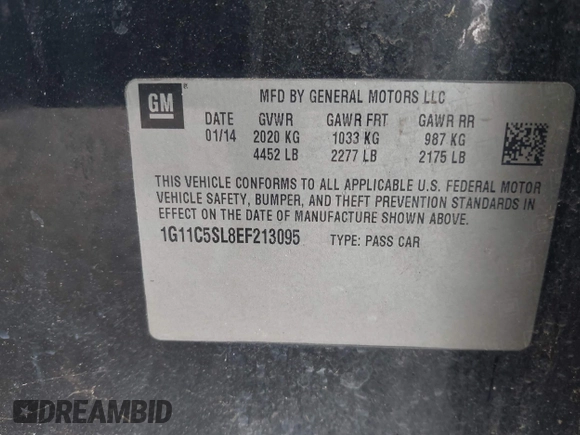 GM
®
MFD BY GENERAL MOTORS LLC
DATE GVWR GAWR FRT GAWR RR
01/14 2020 KG 1033 KG 987 KG
4452 LB 2277 LB 2175 LB
THIS VEHICLE CONFORMS TO ALL APPLICABLE U.S. FEDERAL MOTOR
VEHICLE SAFETY, BUMPER, AND THEFT PREVENTION STANDARDS IN
EFFECT ON THE DATE OF MANUFACTURE SHOWN ABOVE.
1G11C5SL8EF213095 TYPE: PASS CAR
DREAMBID